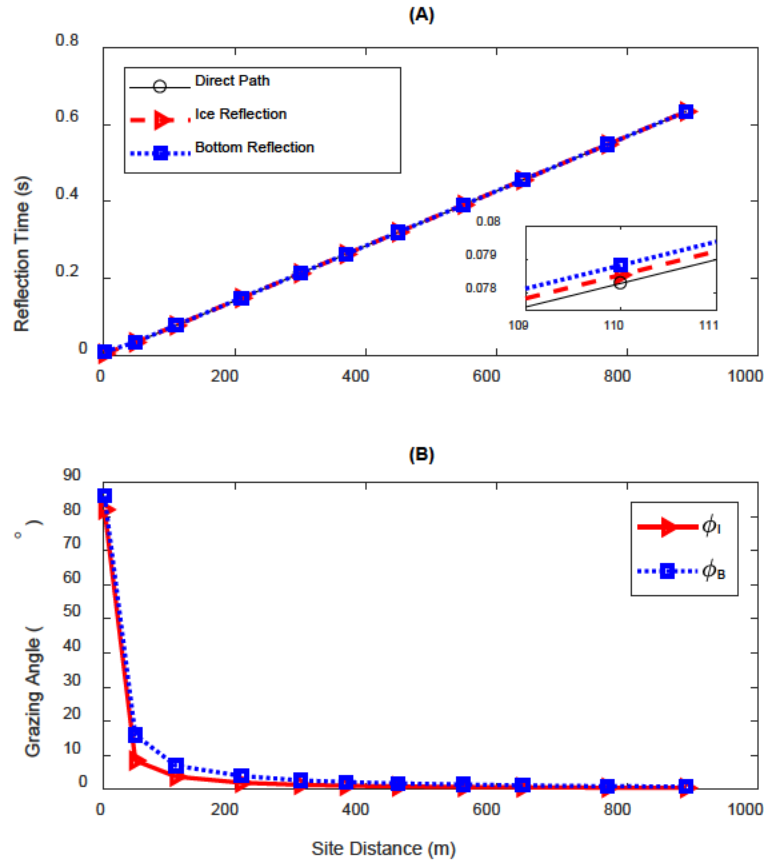 (A)
0.8
0.6
0.4
0.2
0
Reflection Time (s)
Direct Path
Ice Reflection
Bottom Reflection
0.08
0.079
0.078
109 110 111
0 200 400 600 800 1000
(B)
90
80
70
60
50
40
30
20
10
0
Grazing Angle ( ° )
ϕI
ϕB
0 200 400 600 800 1000
Site Distance (m)